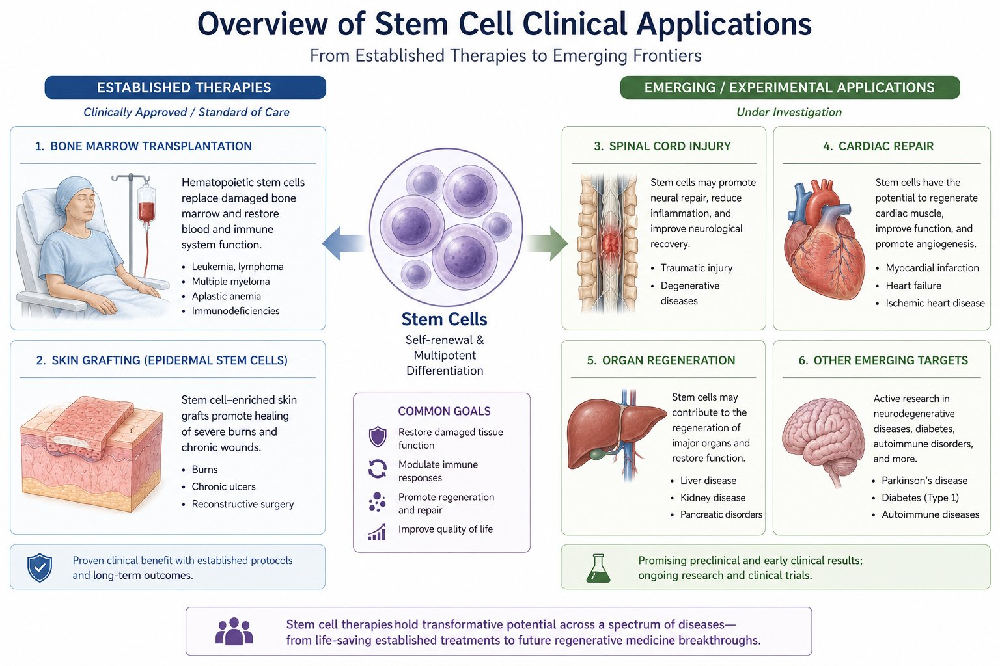 Overview of Stem Cell Clinical Applications
From Established Therapies to Emerging Frontiers
ESTABLISHED THERAPIES
Clinically Approved / Standard of Care
1. BONE MARROW TRANSPLANTATION
Hematopoietic stem cells
replace damaged bone
marrow and restore
blood and immune
system function.
• Leukemia, lymphoma
• Multiple myeloma
• Aplastic anemia
• Immunodeficiencies
2. SKIN GRAFTING (EPIDERMAL STEM CELLS)
Stem cell–enriched skin
grafts promote healing
of severe burns and
chronic wounds.
• Burns
• Chronic ulcers
• Reconstructive surgery
Proven clinical benefit with established protocols
and long-term outcomes.
Stem Cells
Self-renewal &
Multipotent
Differentiation
COMMON GOALS
Restore damaged tissue
function
Modulate immune
responses
Promote regeneration
and repair
Improve quality of life
EMERGING / EXPERIMENTAL APPLICATIONS
Under Investigation
3. SPINAL CORD INJURY
Stem cells may promote
neural repair, reduce
inflammation, and
improve neurological
recovery.
• Traumatic injury
• Degenerative
diseases
4. CARDIAC REPAIR
Stem cells have the
potential to regenerate
cardiac muscle,
improve function, and
promote angiogenesis.
• Myocardial infarction
• Heart failure
• Ischemic heart disease
5. ORGAN REGENERATION
Stem cells may
contribute to the
regeneration of
imajor organs and
restore function.
• Liver disease
• Kidney disease
• Pancreatic disorders
6. OTHER EMERGING TARGETS
Active research in
neurodegenerative
diseases, diabetes,
autoimmune disorders,
and more.
• Parkinson's disease
• Diabetes (Type 1)
• Autoimmune diseases
Promising preclinical and early clinical results;
ongoing research and clinical trials.
Stem cell therapies hold transformative potential across a spectrum of diseases—
from life-saving established treatments to future regenerative medicine breakthroughs.